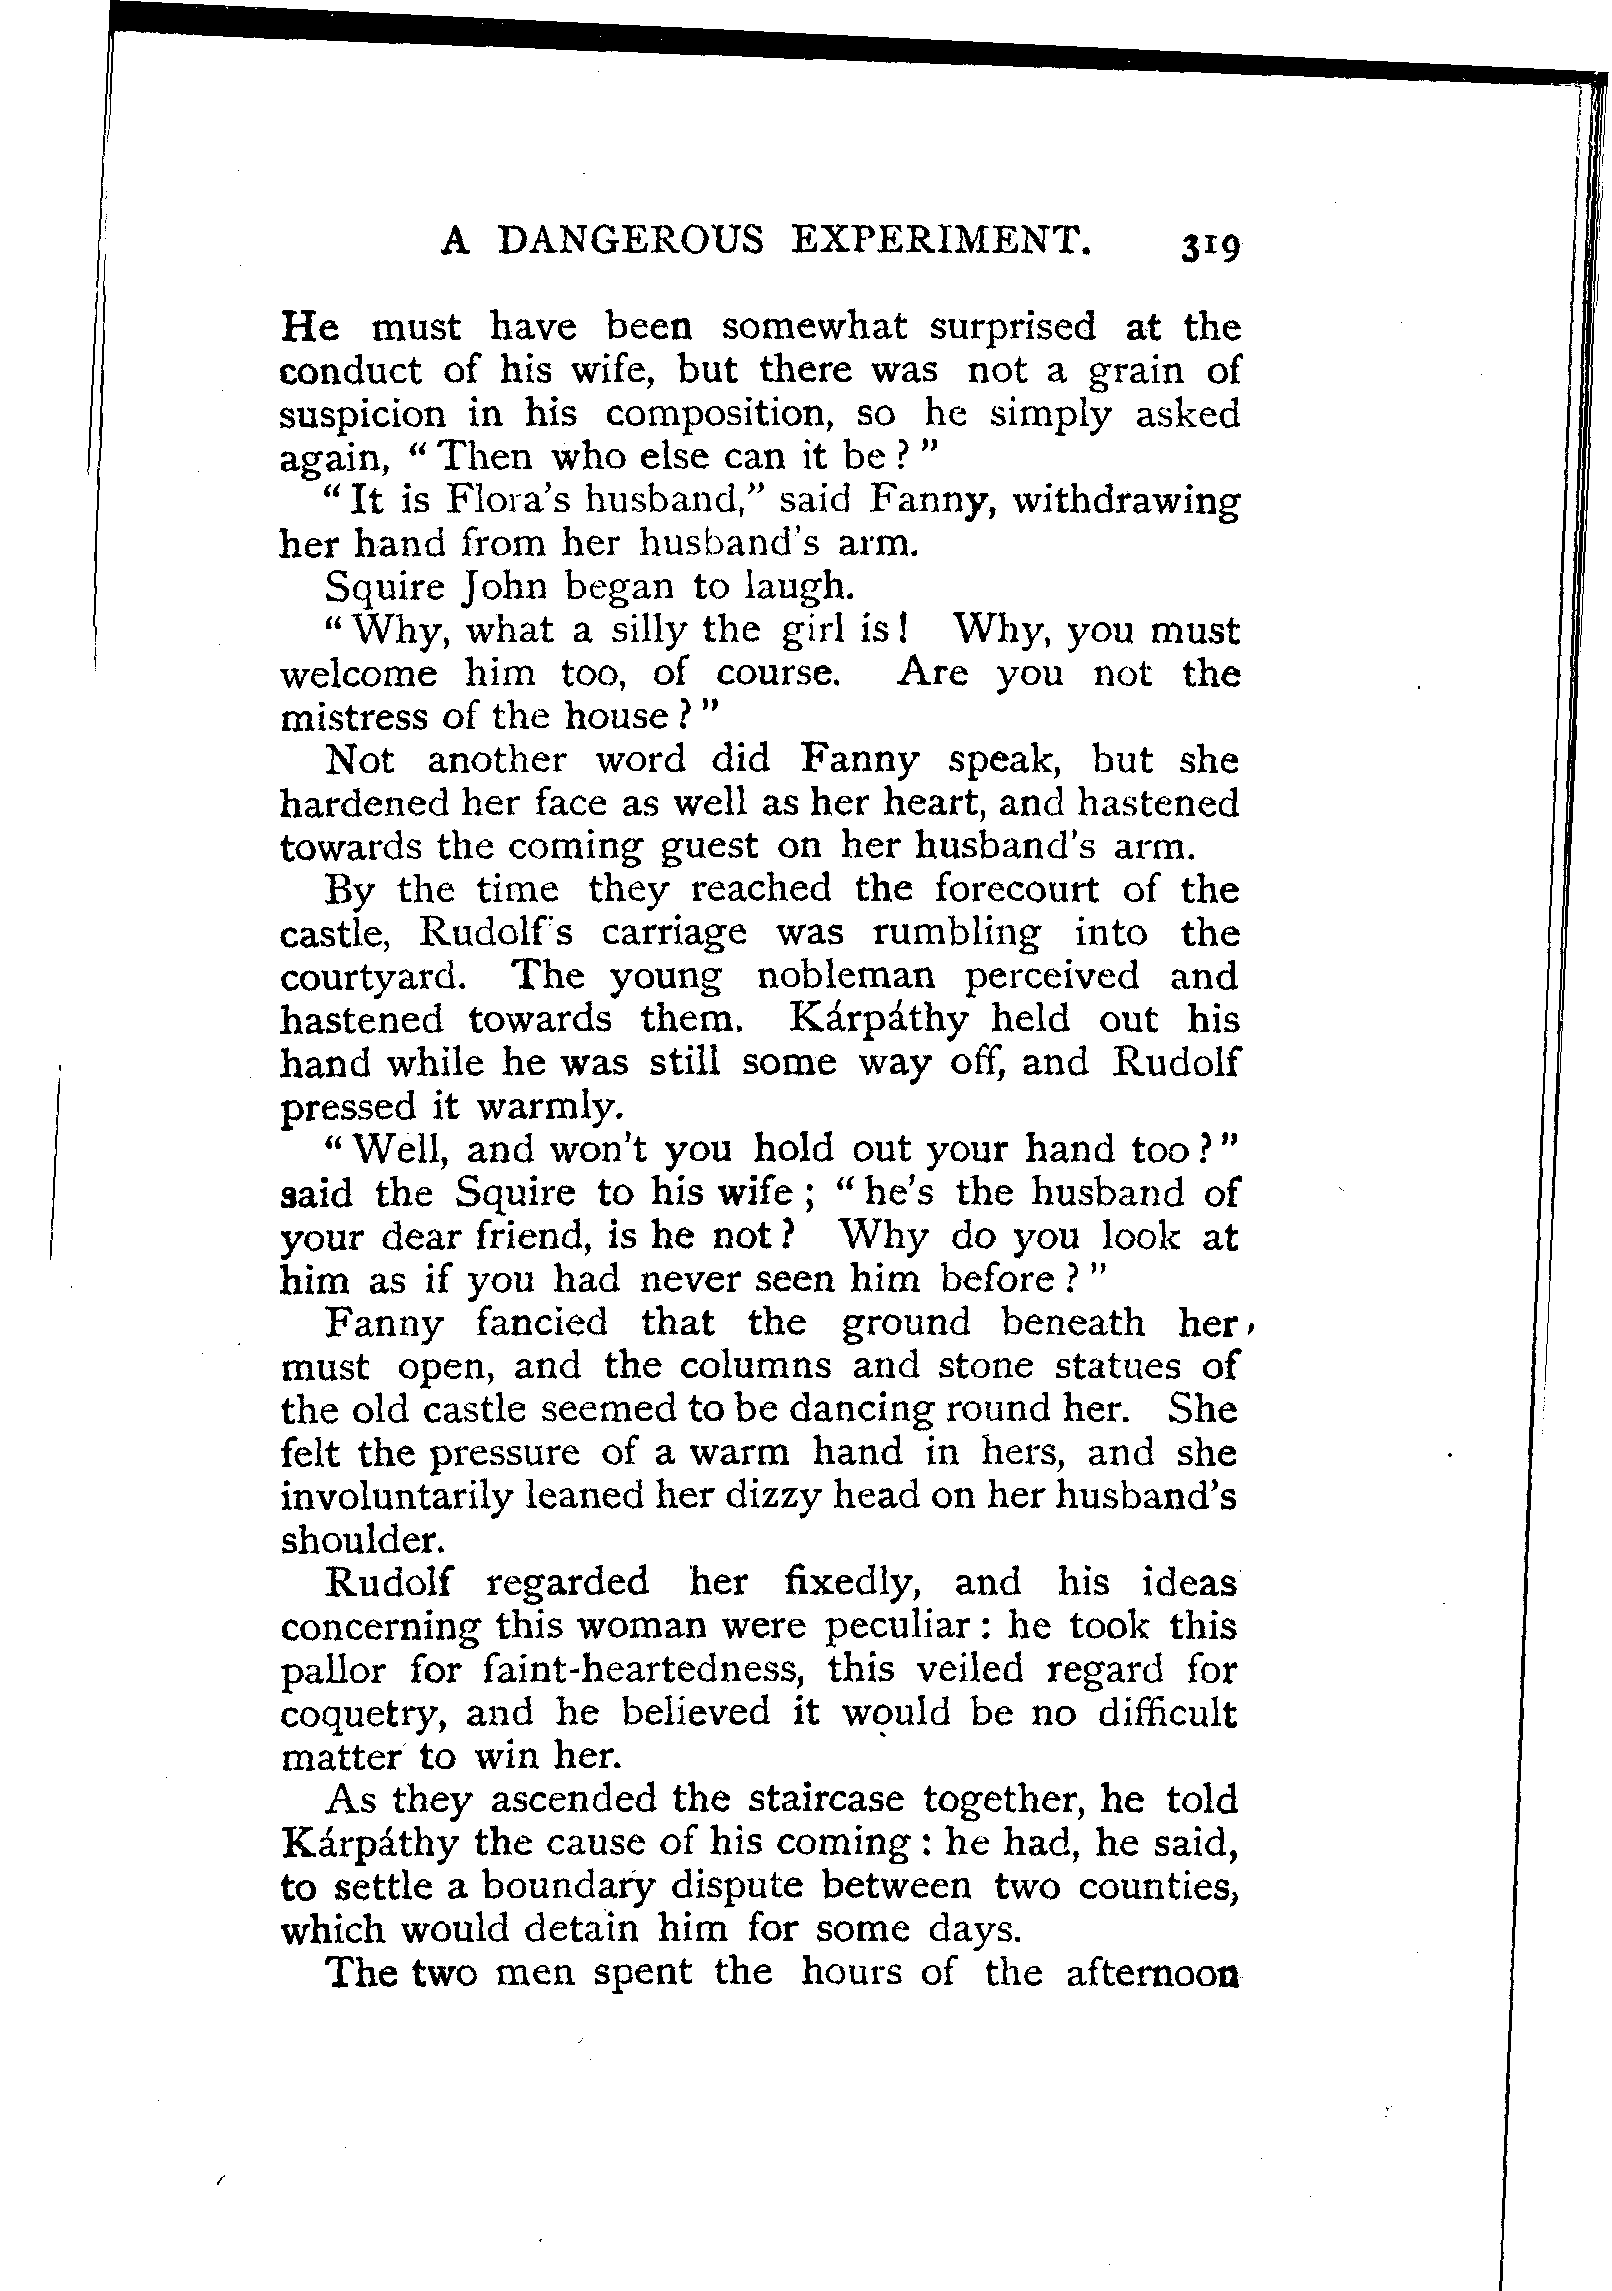 A DANGEROUS EXPERIMENT. 319
He must have been somewhat surprised at the
conduct of his wife, but there was not a grain of
suspicion in his composition, so he simply asked
again, “ Then who else can it be ? ”
“ It is Flora's husband,” said Fanny, withdrawing
her hand from her husband's arm.
Squire John began to laugh.
“ Why, what a silly the girl is ! Why, you must
welcome him too, of course. Are you not the
mistress of the house ? ”
Not another word did Fanny speak, but she
hardened her face as well as her heart, and hastened
towards the coming guest on her husband's arm.
By the time they reached the forecourt of the
castle, Rudolf's carriage was rumbling into the
courtyard. The young nobleman perceived and
hastened towards them. Kárpáthy held out his
hand while he was still some way off, and Rudolf
pressed it warmly.
“ Well, and won't you hold out your hand too ? ”
said the Squire to his wife ; “ he's the husband of
your dear friend, is he not ? Why do you look at
him as if you had never seen him before ? ”
Fanny fancied that the ground beneath her
must open, and the columns and stone statues of
the old castle seemed to be dancing round her. She
felt the pressure of a warm hand in hers, and she
involuntarily leaned her dizzy head on her husband's
shoulder.
Rudolf regarded her fixedly, and his ideas
concerning this woman were peculiar : he took this
pallor for faint-heartedness, this veiled regard for
coquetry, and he believed it would be no difficult
matter to win her.
As they ascended the staircase together, he told
Kárpáthy the cause of his coming : he had, he said,
to settle a boundary dispute between two counties,
which would detain him for some days.
The two men spent the hours of the afternoon